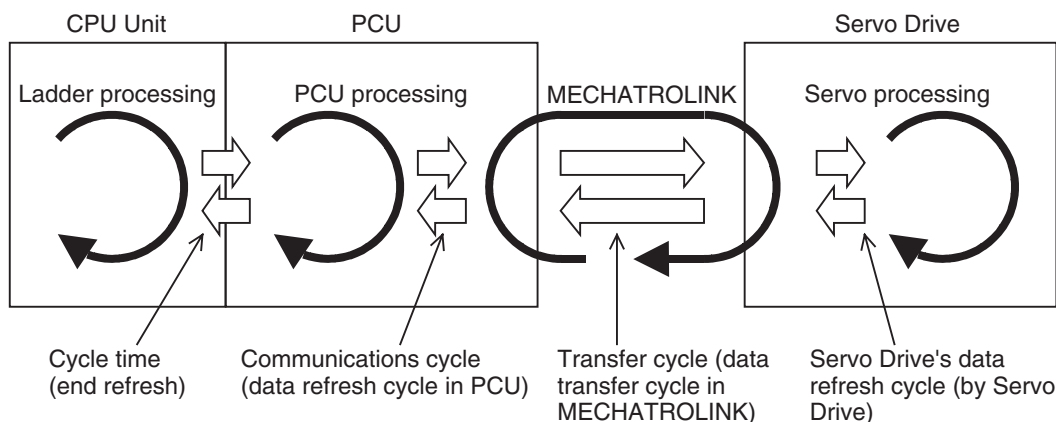 CPU Unit
PCU
Servo Drive
Ladder processing
PCU processing
MECHATROLINK
Servo processing
Cycle time
(end refresh)
Communications cycle
(data refresh cycle in PCU)
Transfer cycle (data
transfer cycle in
MECHATROLINK)
Servo Drive's data
refresh cycle (by Servo
Drive)